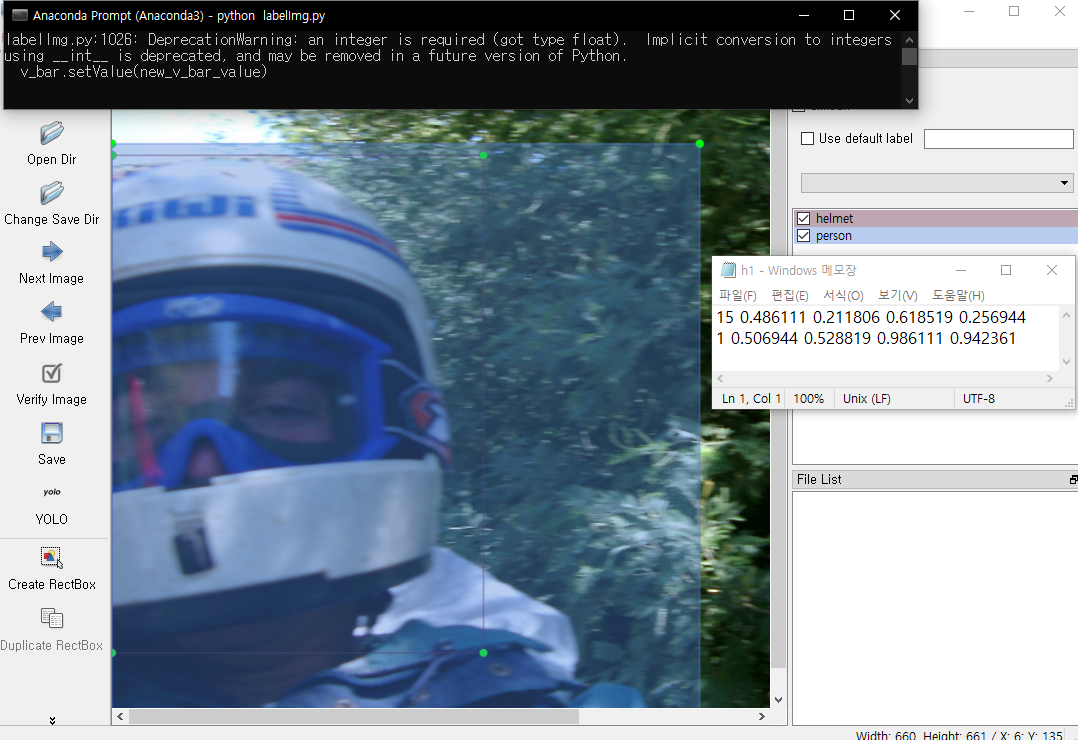 Anaconda Prompt (Anaconda3) - python labelImg.py
labelImg.py:1026: DeprecationWarning: an integer is required (got type float).  Implicit conversion to integers
using __int__ is deprecated, and may be removed in a future version of Python.
v_bar.setValue(new_v_bar_value)
Open Dir
Change Save Dir
Next Image
Prev Image
Verify Image
Save
yolo
YOLO
Create RectBox
Duplicate RectBox
Use default label
helmet
person
h1 - Windows 메모장
파일(F) 편집(E) 서식(O) 보기(V) 도움말(H)
15 0.486111 0.211806 0.618519 0.256944
1 0.506944 0.528819 0.986111 0.942361
Ln 1, Col 1 100% Unix (LF) UTF-8
File List
Width: 660, Height: 661 / X: 6; Y: 135